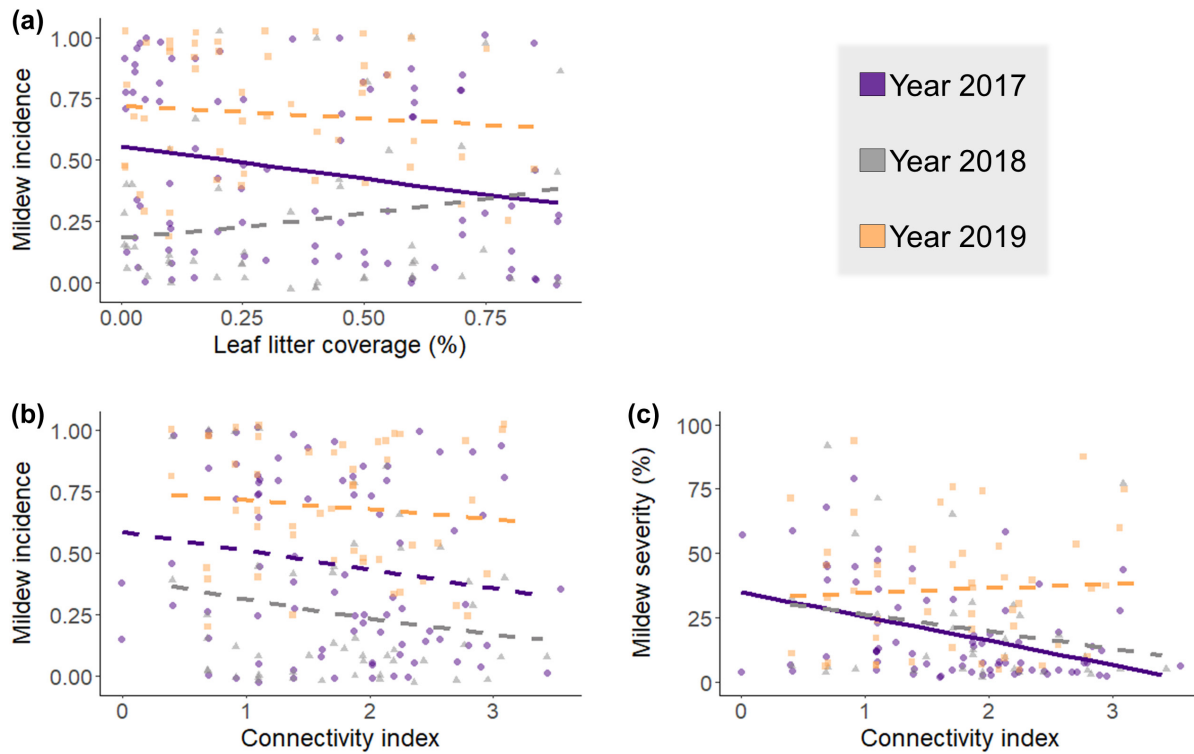 (a)
Mildew incidence
1.00
0.75
0.50
0.25
0.00
0.00 0.25 0.50 0.75
Leaf litter coverage (%)
Year 2017
Year 2018
Year 2019
(b)
Mildew incidence
1.00
0.75
0.50
0.25
0.00
0 1 2 3
Connectivity index
(c)
Mildew severity (%)
100
75
50
25
0
0 1 2 3
Connectivity index